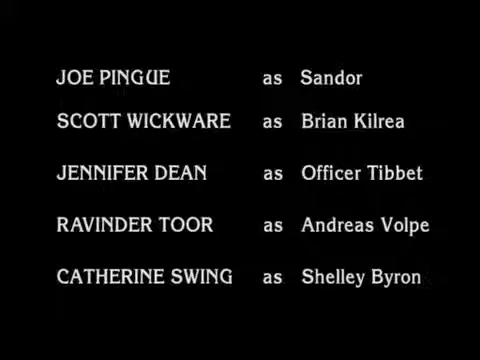 JOE PINGUE as Sandor
SCOTT WICKWARE as Brian Kilrea
JENNIFER DEAN as Officer Tibbet
RAVINDER TOOR as Andreas Volpe
CATHERINE SWING as Shelley Byron